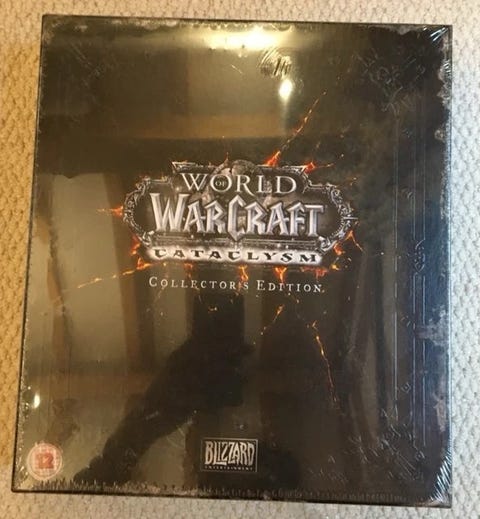 WORLD
OF
WARCRAFT
CATACLYSM
COLLECTOR'S EDITION
12
BLIZZARD
ENTERTAINMENT